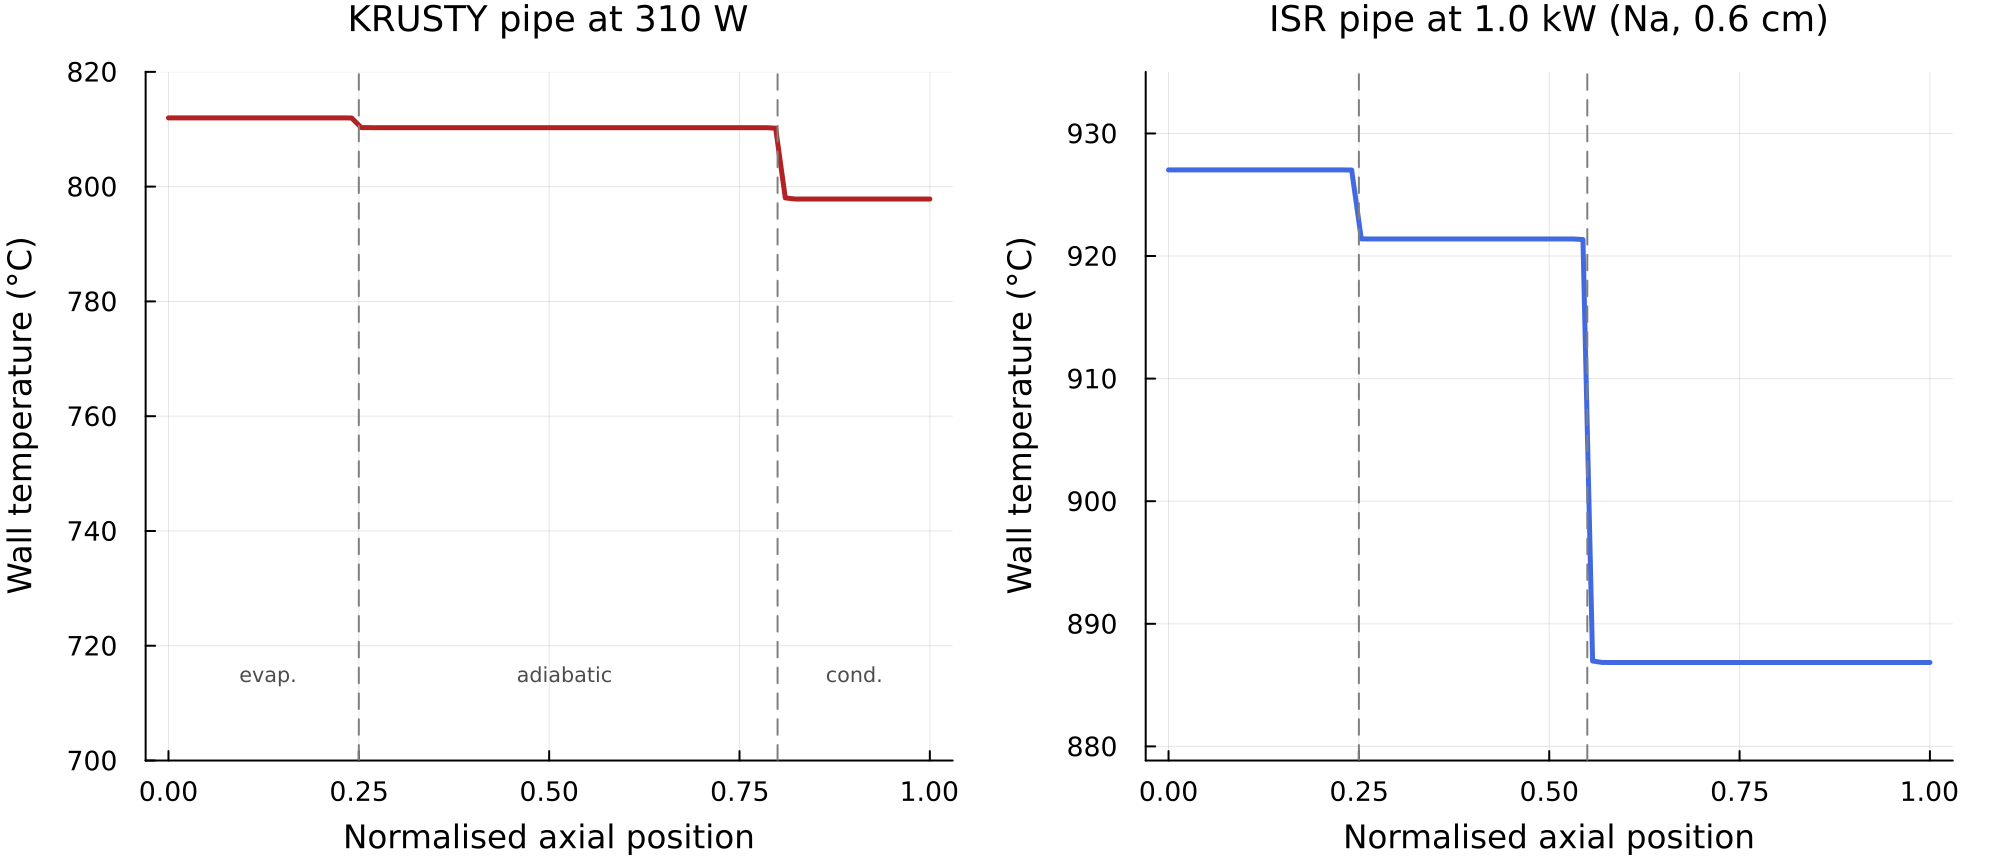 KRUSTY pipe at 310 W
Wall temperature (°C)
820
800
780
760
740
720
700
evap.
adiabatic
cond.
0.00
0.25
0.50
0.75
1.00
Normalised axial position
ISR pipe at 1.0 kW (Na, 0.6 cm)
Wall temperature (°C)
930
920
910
900
890
880
0.00
0.25
0.50
0.75
1.00
Normalised axial position